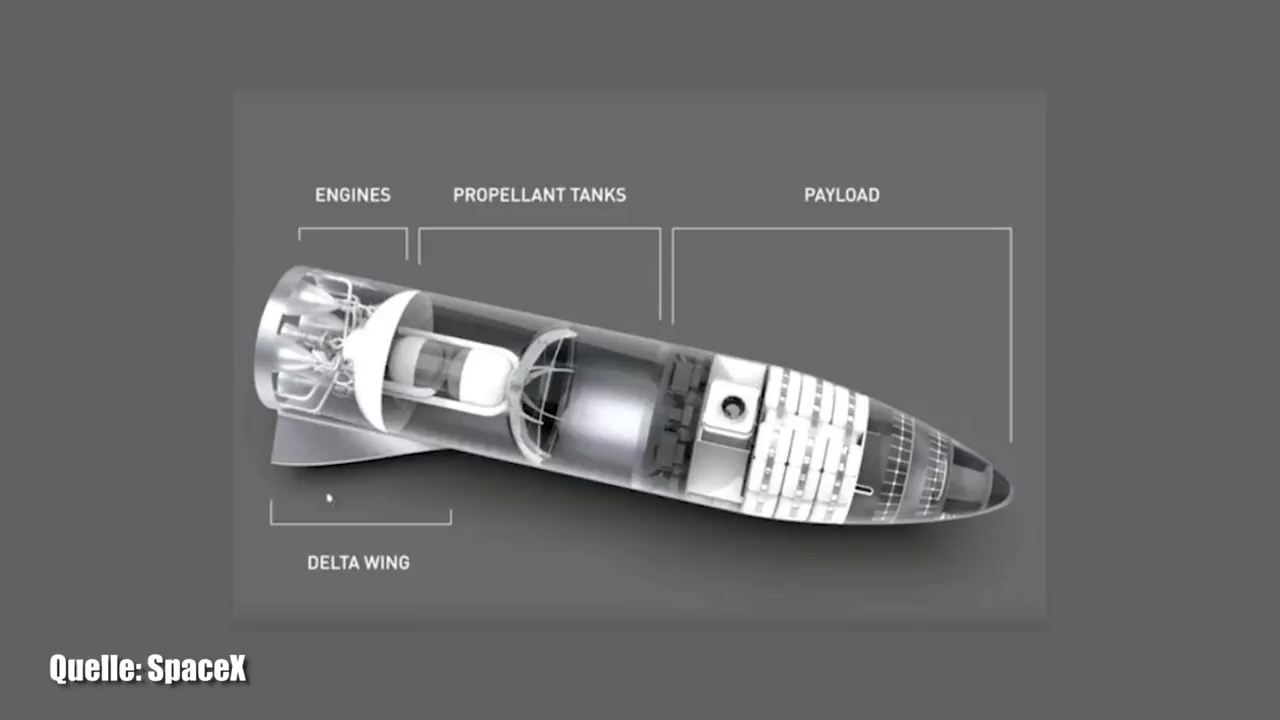 ENGINES
PROPELLANT TANKS
PAYLOAD
DELTA WING
Quelle: SpaceX